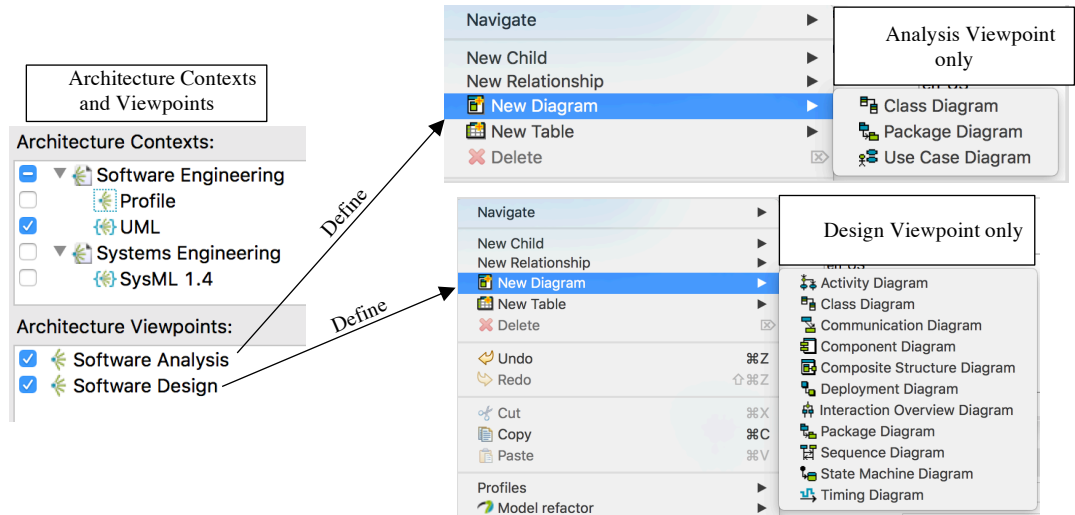 Architecture Contexts
and Viewpoints
Architecture Contexts:
Software Engineering
Profile
UML
Systems Engineering
SysML 1.4
Architecture Viewpoints:
Software Analysis
Software Design
Define
Define
Navigate
New Child
New Relationship
New Diagram
New Table
Delete
Analysis Viewpoint
only
Class Diagram
Package Diagram
Use Case Diagram
Navigate
New Child
New Relationship
New Diagram
New Table
Delete
Undo ⌘Z
Redo ⇧⌘Z
Cut ⌘X
Copy ⌘C
Paste ⌘V
Profiles
Model refactor
Design Viewpoint only
Activity Diagram
Class Diagram
Communication Diagram
Component Diagram
Composite Structure Diagram
Deployment Diagram
Interaction Overview Diagram
Package Diagram
Sequence Diagram
State Machine Diagram
Timing Diagram